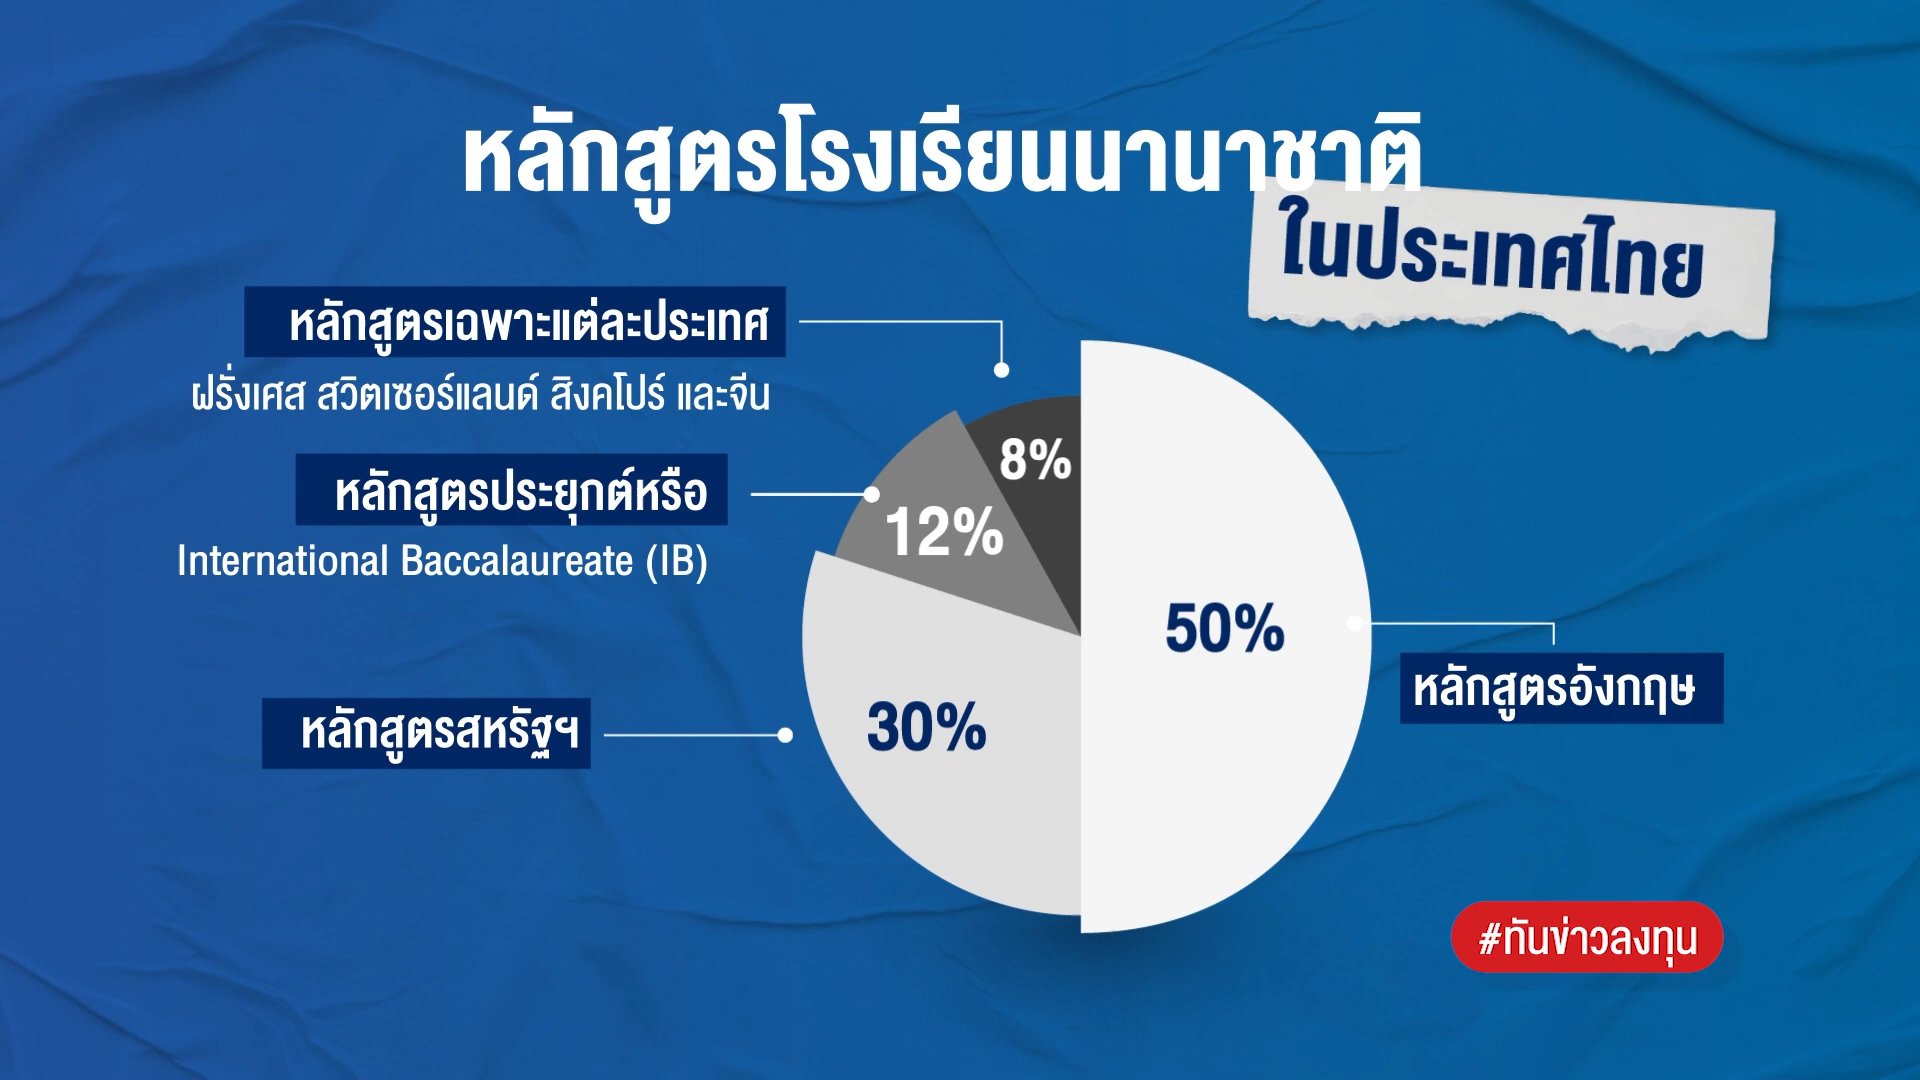 หลักสูตรโรงเรียนนานาชาติ
ในประเทศไทย
หลักสูตรเฉพาะแต่ละประเทศ
ฝรั่งเศส สวิตเซอร์แลนด์ สิงคโปร์ และจีน
8%
หลักสูตรประยุกต์หรือ
International Baccalaureate (IB)
12%
50%
หลักสูตรอังกฤษ
หลักสูตรสหรัฐฯ
30%
#ทันข่าวลงทุน